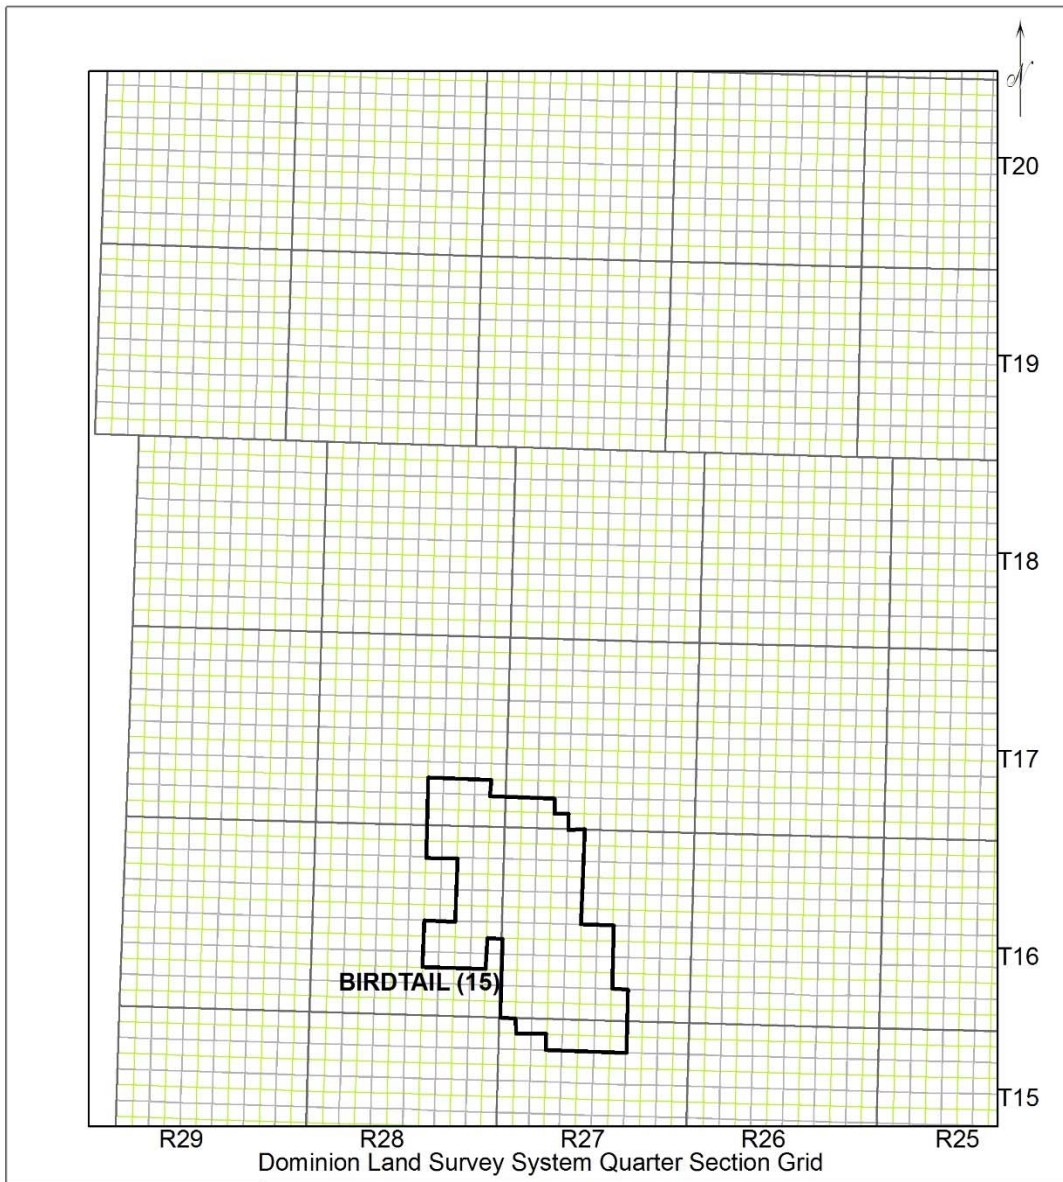 N
T20
T19
T18
T17
BIRDTAIL (15)
T16
T15
R29 R28 R27 R26 R25
Dominion Land Survey System Quarter Section Grid